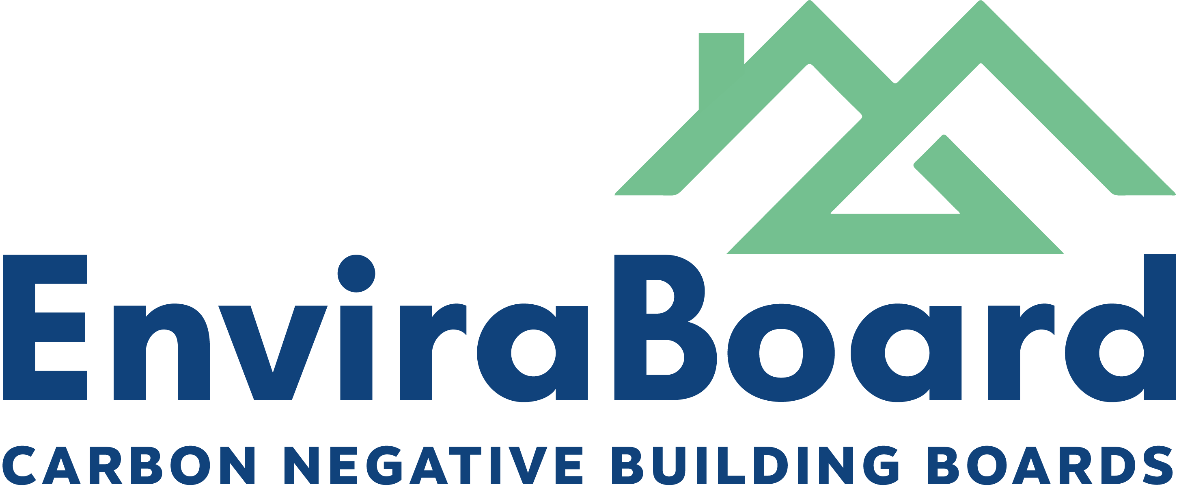 EnviraBoard
CARBON NEGATIVE BUILDING BOARDS